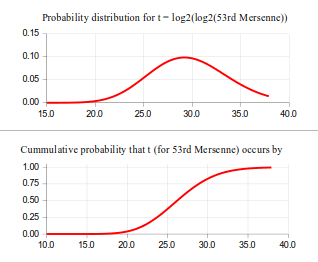 Probability distribution for t = log2(log2(53rd Mersenne))
0.15
0.10
0.05
0.00
15.0 20.0 25.0 30.0 35.0 40.0
Cummulative probability that t (for 53rd Mersenne) occurs by
1.00
0.75
0.50
0.25
0.00
10.0 15.0 20.0 25.0 30.0 35.0 40.0